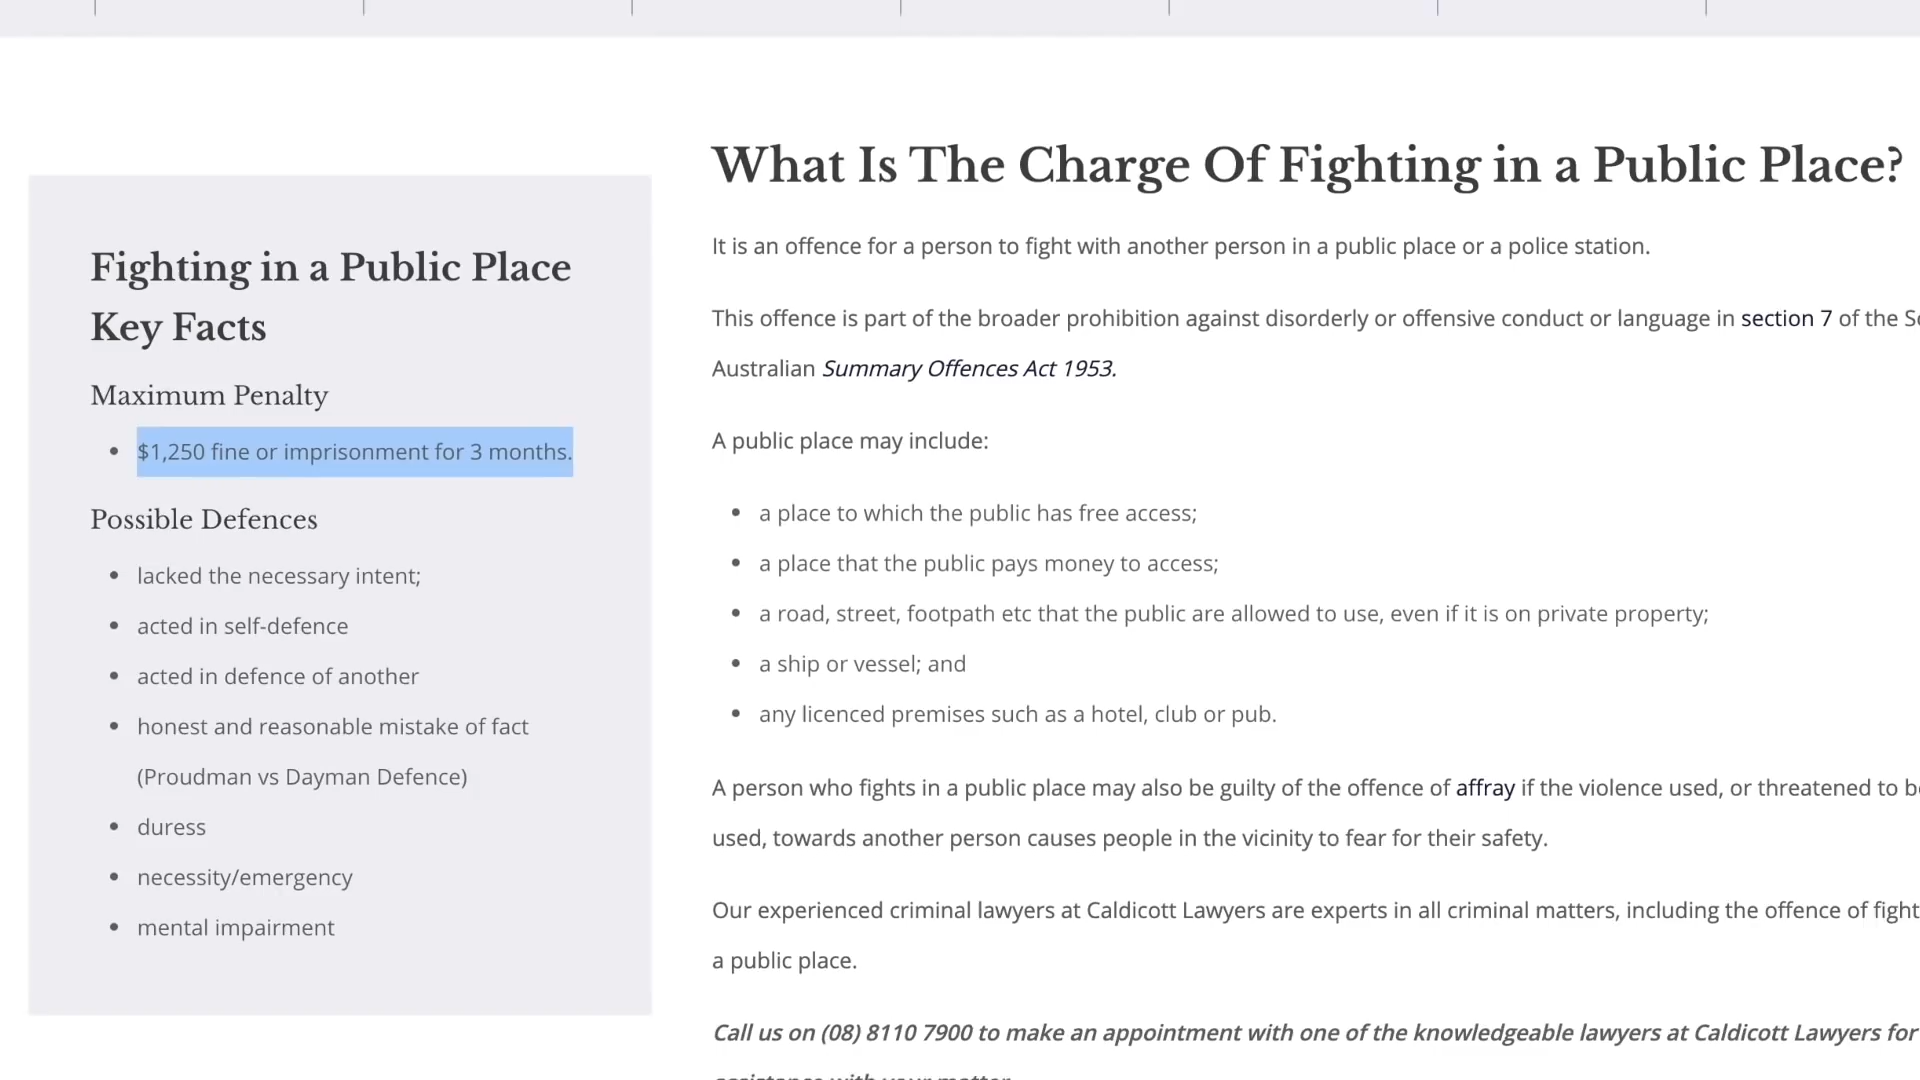 Fighting in a Public Place
Key Facts
Maximum Penalty
$1,250 fine or imprisonment for 3 months.
Possible Defences
lacked the necessary intent;
acted in self-defence
acted in defence of another
honest and reasonable mistake of fact
(Proudman vs Dayman Defence)
duress
necessity/emergency
mental impairment
What Is The Charge Of Fighting in a Public Place?
It is an offence for a person to fight with another person in a public place or a police station.
This offence is part of the broader prohibition against disorderly or offensive conduct or language in section 7 of the
Australian Summary Offences Act 1953.
A public place may include:
a place to which the public has free access;
a place that the public pays money to access;
a road, street, footpath etc that the public are allowed to use, even if it is on private property;
a ship or vessel; and
any licenced premises such as a hotel, club or pub.
A person who fights in a public place may also be guilty of the offence of affray if the violence used, or threatened to
used, towards another person causes people in the vicinity to fear for their safety.
Our experienced criminal lawyers at Caldicott Lawyers are experts in all criminal matters, including the offence of fight
a public place.
Call us on (08) 8110 7900 to make an appointment with one of the knowledgeable lawyers at Caldicott Lawyers for